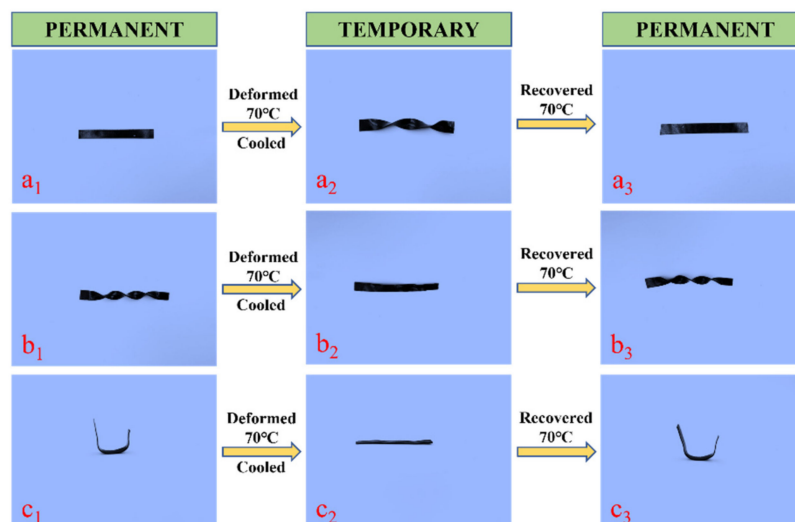 PERMANENT
TEMPORARY
PERMANENT
Deformed
70°C
Cooled
Recovered
70°C
a1
a2
a3
Deformed
70°C
Cooled
Recovered
70°C
b1
b2
b3
Deformed
70°C
Cooled
Recovered
70°C
c1
c2
c3